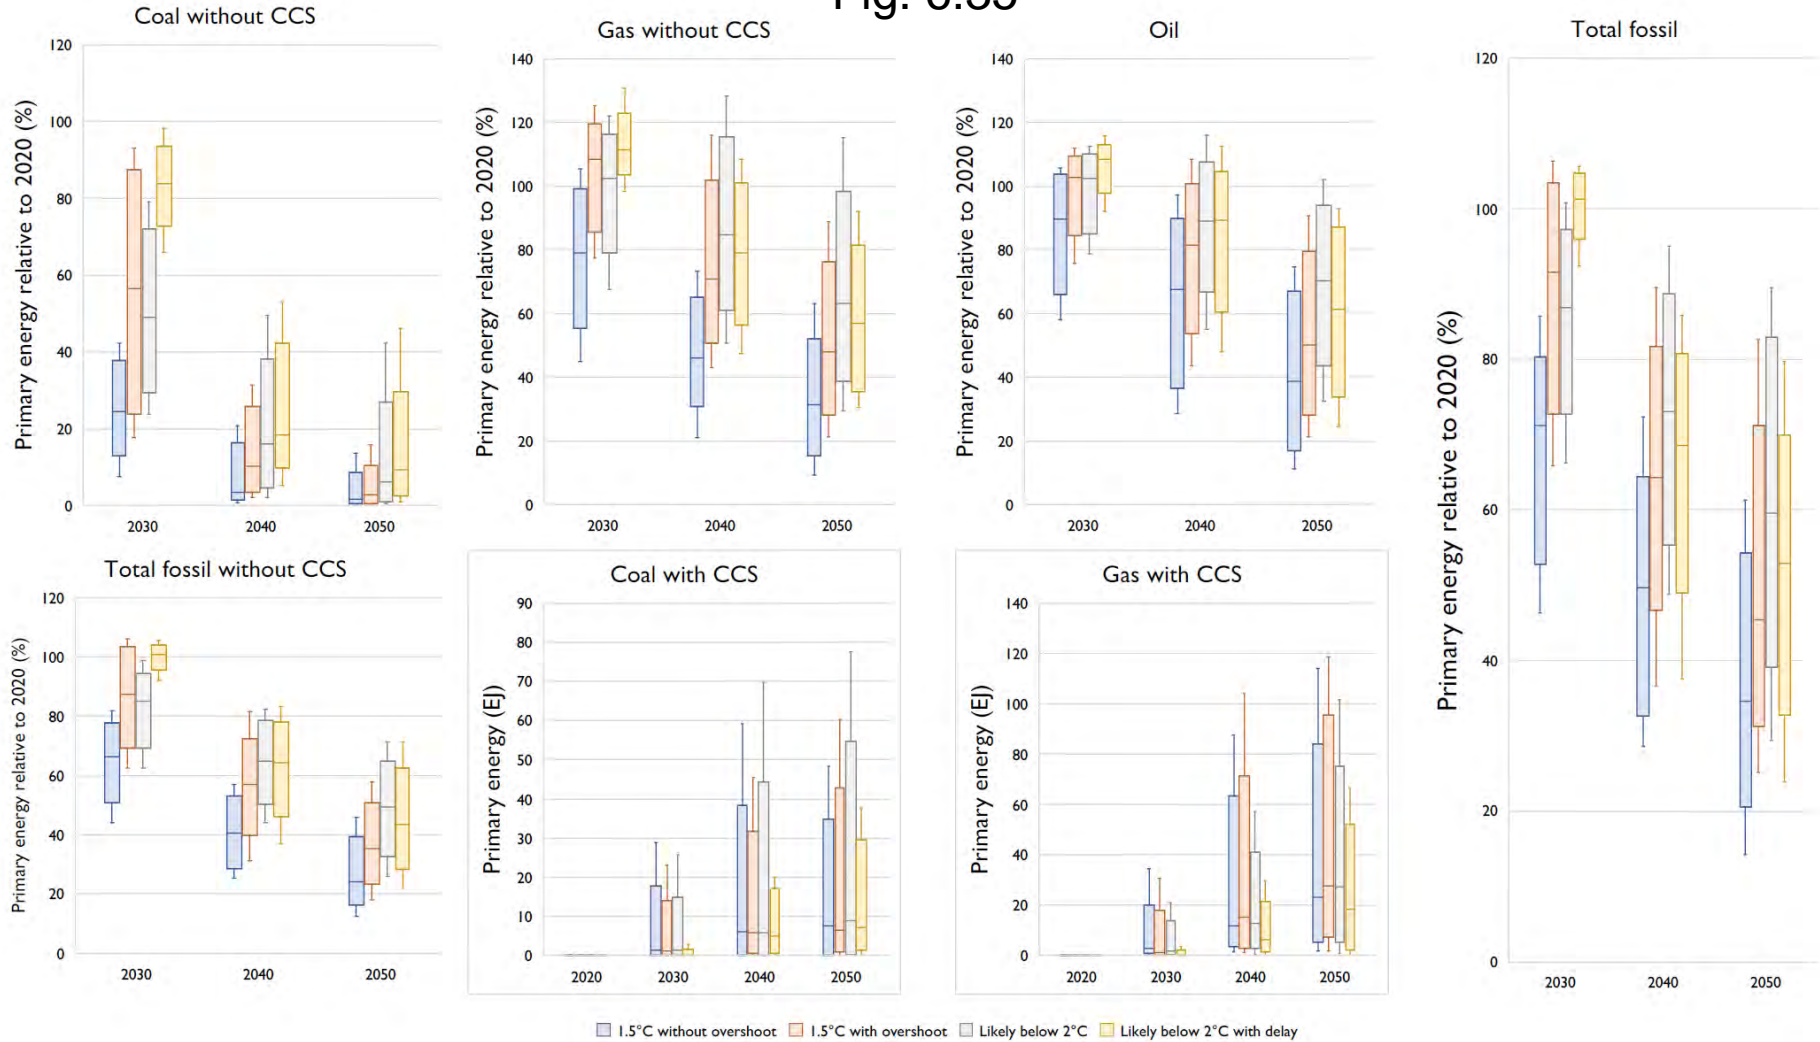 Fig. 6.35
Coal without CCS
Primary energy relative to 2020 (%)
120
100
80
60
40
20
0
2030 2040 2050
Gas without CCS
Primary energy relative to 2020 (%)
140
120
100
80
60
40
20
0
2030 2040 2050
Oil
Primary energy relative to 2020 (%)
140
120
100
80
60
40
20
0
2030 2040 2050
Total fossil
Primary energy relative to 2020 (%)
120
100
80
60
40
20
0
2030 2040 2050
Total fossil without CCS
Primary energy relative to 2020 (%)
120
100
80
60
40
20
0
2030 2040 2050
Coal with CCS
Primary energy (EJ)
90
80
70
60
50
40
30
20
10
0
2020 2030 2040 2050
Gas with CCS
Primary energy (EJ)
140
120
100
80
60
40
20
0
2020 2030 2040 2050
1.5°C without overshoot 1.5°C with overshoot Likely below 2°C Likely below 2°C with delay